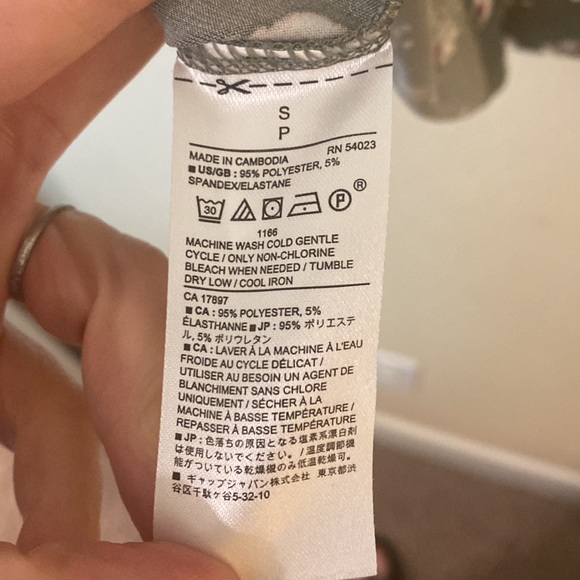 S
P
MADE IN CAMBODIA RN 54023
■ US/GB : 95% POLYESTER, 5%
SPANDEX/ELASTANE
30 P ®
1166
MACHINE WASH COLD GENTLE
CYCLE / ONLY NON-CHLORINE
BLEACH WHEN NEEDED / TUMBLE
DRY LOW / COOL IRON
CA 17897
■ CA : 95% POLYESTER, 5%
ÉLASTHANNE ■ JP : 95% ポリエステ
ル, 5% ポリウレタン
■ CA : LAVER À LA MACHINE À L'EAU
FROIDE AU CYCLE DÉLICAT /
UTILISER AU BESOIN UN AGENT DE
BLANCHIMENT SANS CHLORE
UNIQUEMENT / SÉCHER À LA
MACHINE À BASSE TEMPÉRATURE /
REPASSER À BASSE TEMPÉRATURE
■ JP : 色落ちの原因となる塩素系漂白剤
は使用しないでください。 / 温度調節機
能がついている乾燥機のみ低温乾燥可。
■ ギャップジャパン株式会社 東京都渋
谷区千駄ヶ谷5-32-10